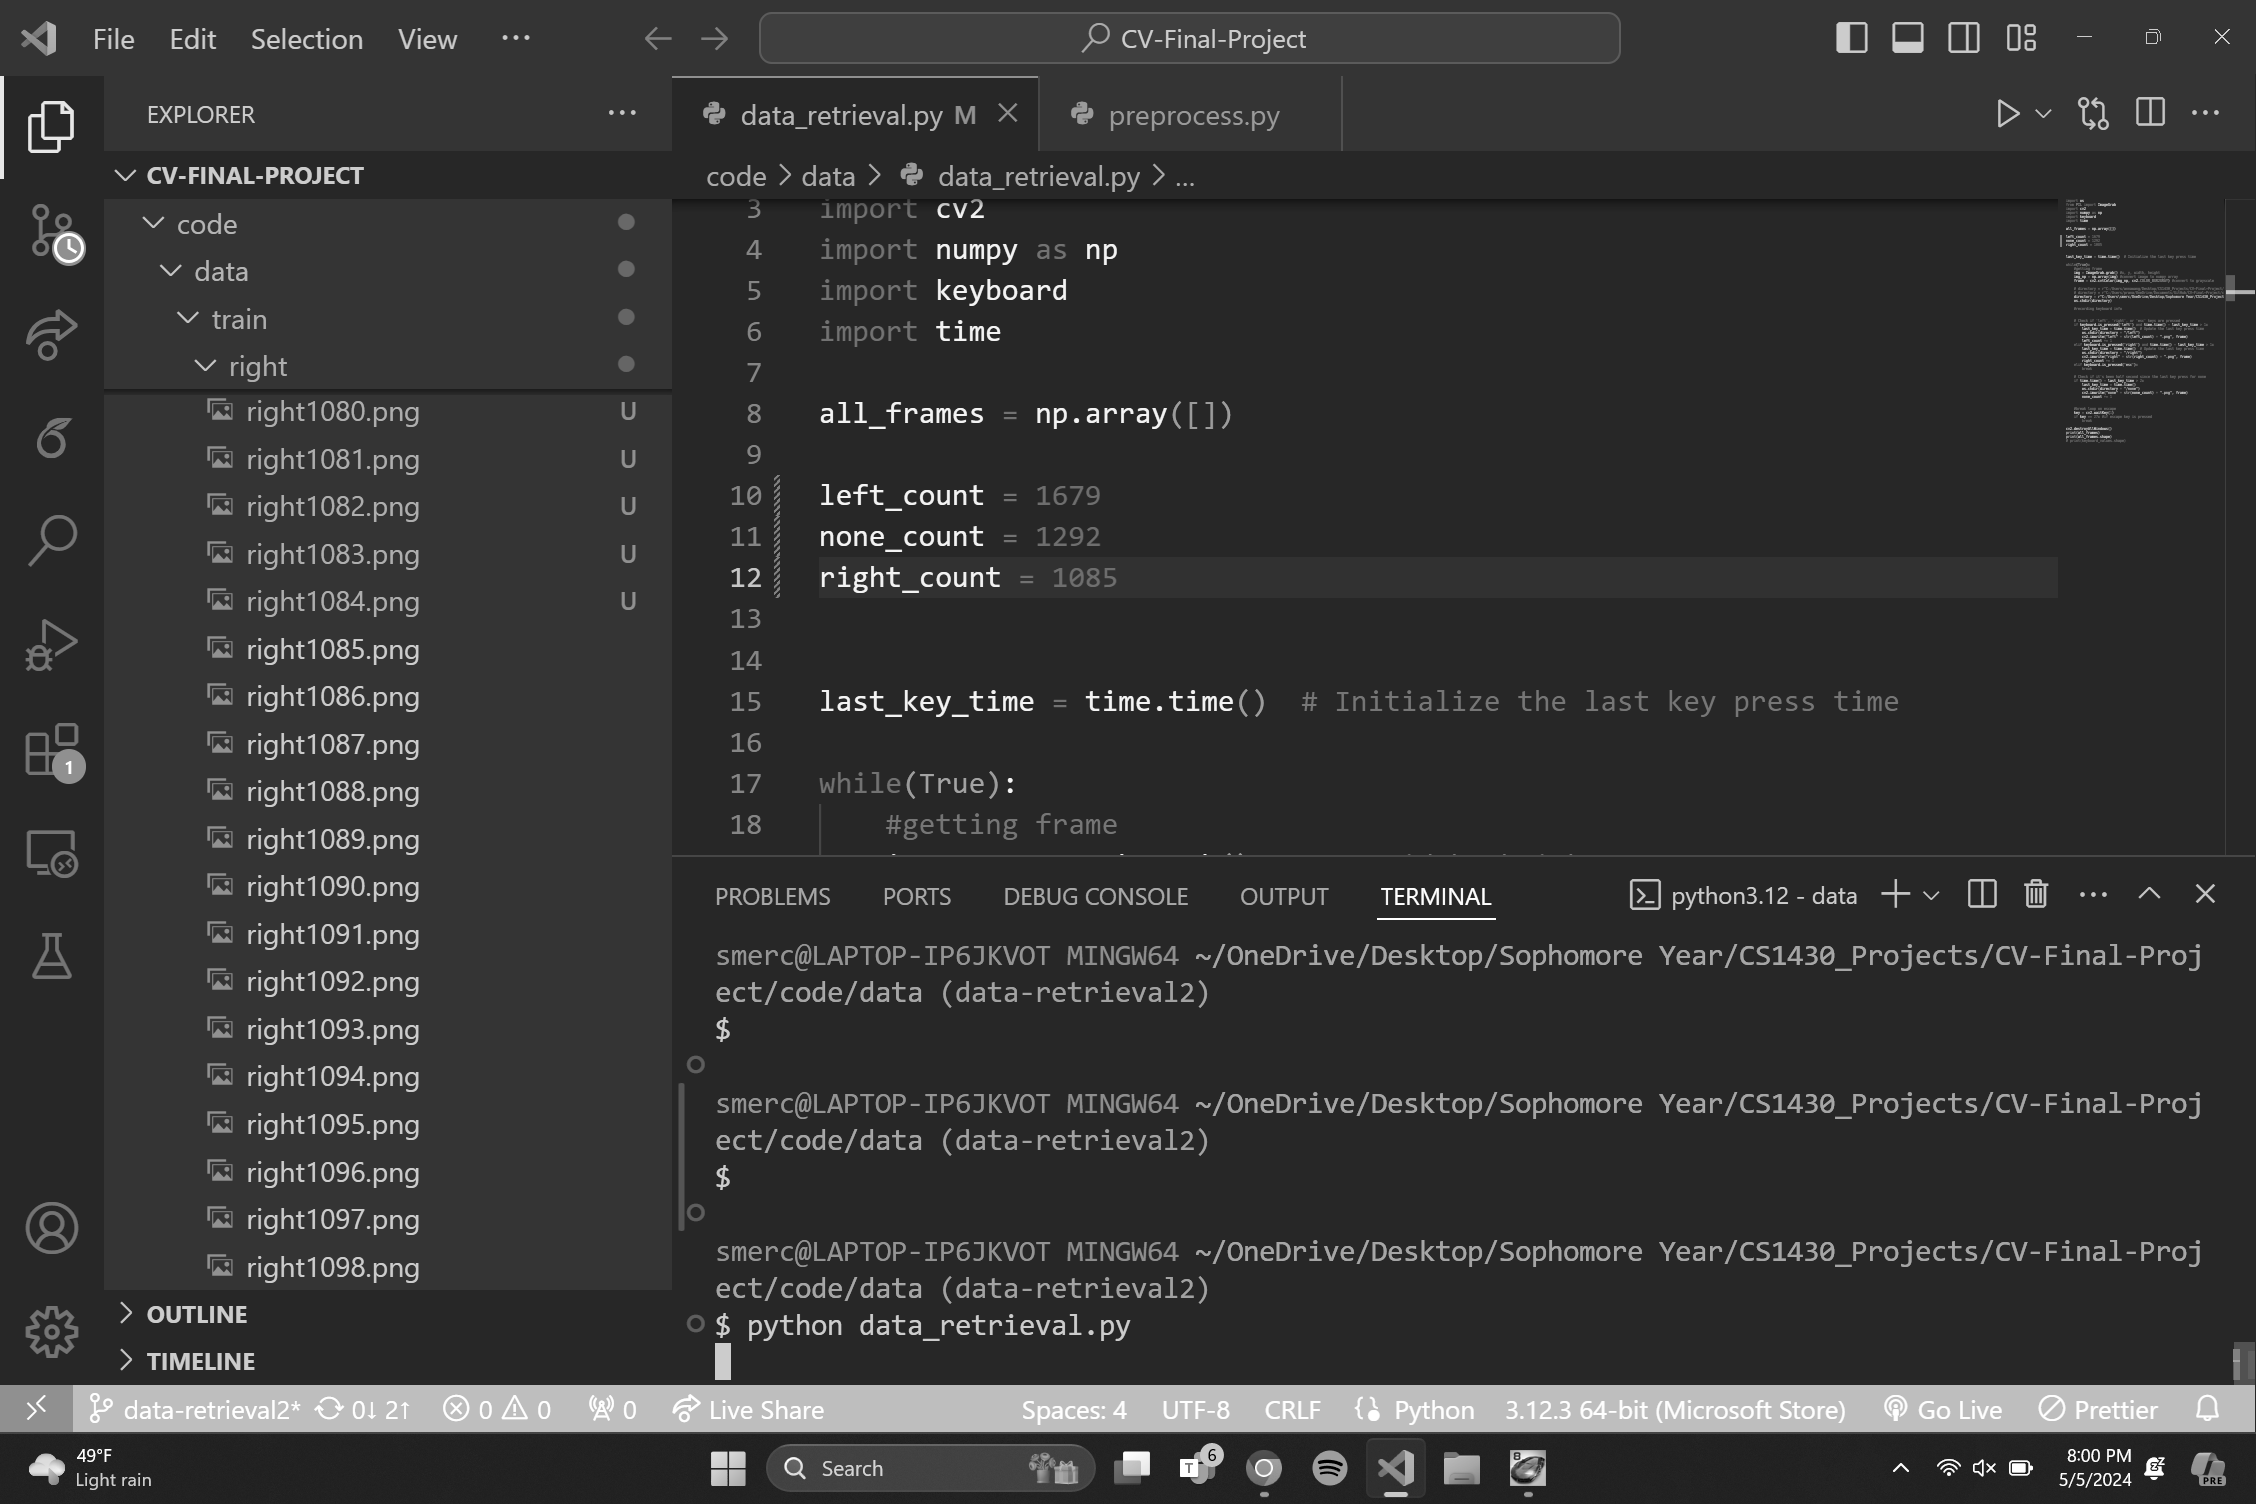 File Edit Selection View ...
CV-Final-Project
EXPLORER
CV-FINAL-PROJECT
code
data
train
right
right1080.png U
right1081.png U
right1082.png U
right1083.png U
right1084.png U
right1085.png
right1086.png
right1087.png
right1088.png
right1089.png
right1090.png
right1091.png
right1092.png
right1093.png
right1094.png
right1095.png
right1096.png
right1097.png
right1098.png
OUTLINE
TIMELINE
1
data_retrieval.py M
preprocess.py
code > data > data_retrieval.py > ...
3 import cv2
4 import numpy as np
5 import keyboard
6 import time
7
8 all_frames = np.array([])
9
10 left_count = 1679
11 none_count = 1292
12 right_count = 1085
13
14
15 last_key_time = time.time() # Initialize the last key press time
16
17 while(True):
18 #getting frame
PROBLEMS PORTS DEBUG CONSOLE OUTPUT TERMINAL
python3.12 - data
smerc@LAPTOP-IP6JKVOT MINGW64 ~/OneDrive/Desktop/Sophomore Year/CS1430_Projects/CV-Final-Proj
ect/code/data (data-retrieval2)
$
smerc@LAPTOP-IP6JKVOT MINGW64 ~/OneDrive/Desktop/Sophomore Year/CS1430_Projects/CV-Final-Proj
ect/code/data (data-retrieval2)
$
smerc@LAPTOP-IP6JKVOT MINGW64 ~/OneDrive/Desktop/Sophomore Year/CS1430_Projects/CV-Final-Proj
ect/code/data (data-retrieval2)
$ python data_retrieval.py
data-retrieval2* 0↓ 2↑ 0 0 0 Live Share
Spaces: 4 UTF-8 CRLF Python 3.12.3 64-bit (Microsoft Store) Go Live Prettier
49°F
Light rain
Search
6
8:00 PM
5/5/2024
PRE